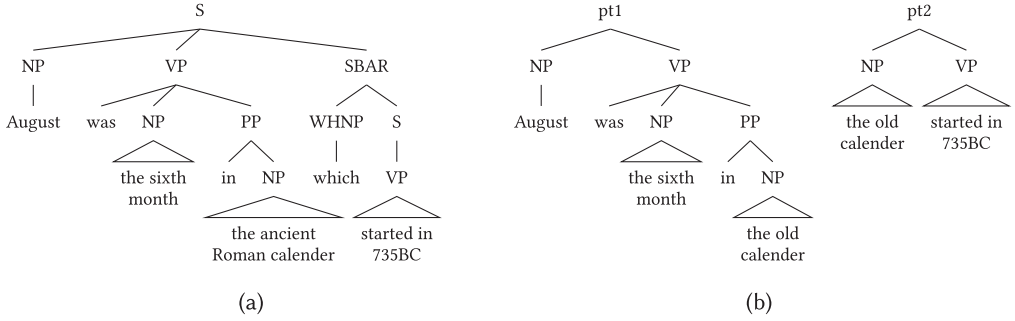 S pt1 pt2
NP VP SBAR NP VP NP VP
August was NP PP WHNP S August was NP PP the old started in
calender 735BC
the sixth in NP which VP the sixth in NP
month month
the ancient started in the old
Roman calender 735BC calender
(a) (b)